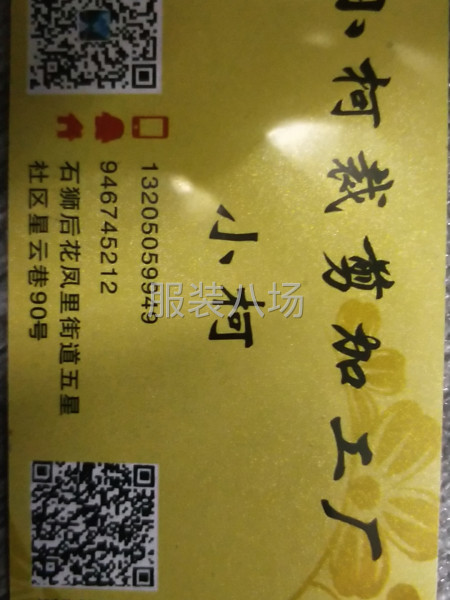 小柯裁剪加工厂
小柯
13205059949
946745212
石狮后花凤里街道五星
社区星云巷90号
服装八场